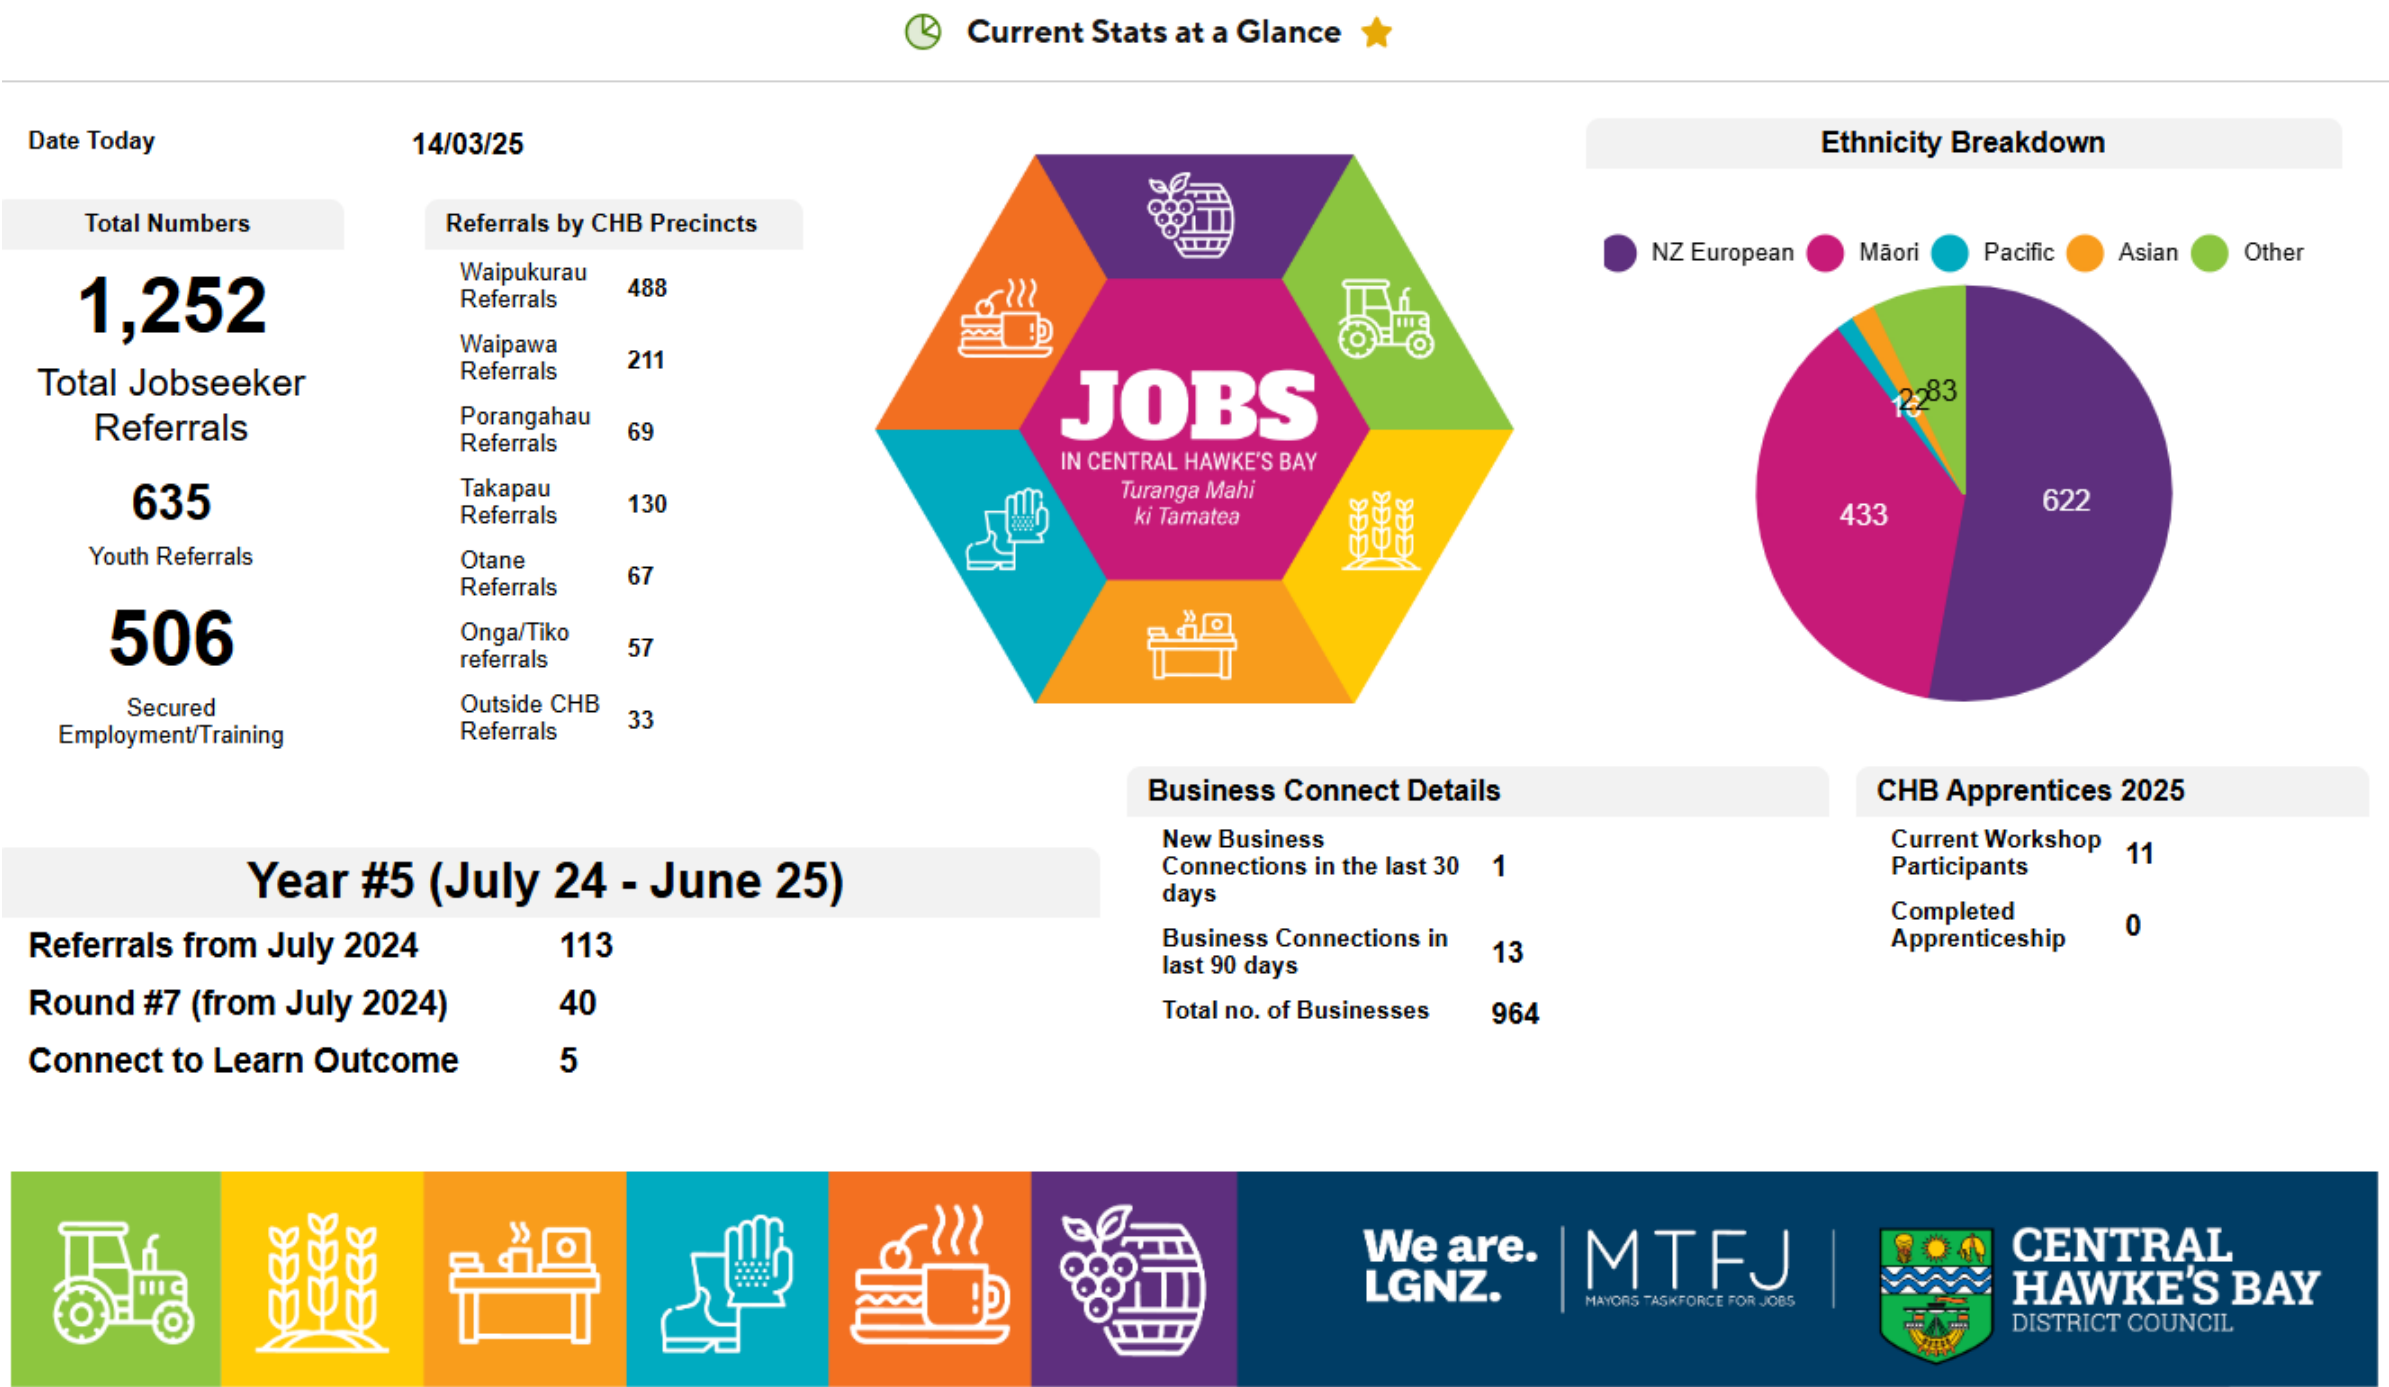 Current Stats at a Glance
Date Today 14/03/25
Total Numbers
1,252
Total Jobseeker
Referrals
635
Youth Referrals
506
Secured
Employment/Training
Referrals by CHB Precincts
Waipukurau
Referrals
488
Waipawa
Referrals
211
Porangahau
Referrals
69
Takapau
Referrals
130
Otane
Referrals
67
Onga/Tiko
referrals
57
Outside CHB
Referrals
33
JOBS
IN CENTRAL HAWKE'S BAY
Turanga Mahi
ki Tamatea
Ethnicity Breakdown
NZ European Māori Pacific Asian Other
83
22
433
622
Year #5 (July 24 - June 25)
Referrals from July 2024 113
Round #7 (from July 2024) 40
Connect to Learn Outcome 5
Business Connect Details
New Business
Connections in the last 30
days
1
Business Connections in
last 90 days
13
Total no. of Businesses 964
CHB Apprentices 2025
Current Workshop
Participants
11
Completed
Apprenticeship
0
We are.
LGNZ.
MTFJ
MAYORS TASKFORCE FOR JOBS
CENTRAL
HAWKE'S BAY
DISTRICT COUNCIL